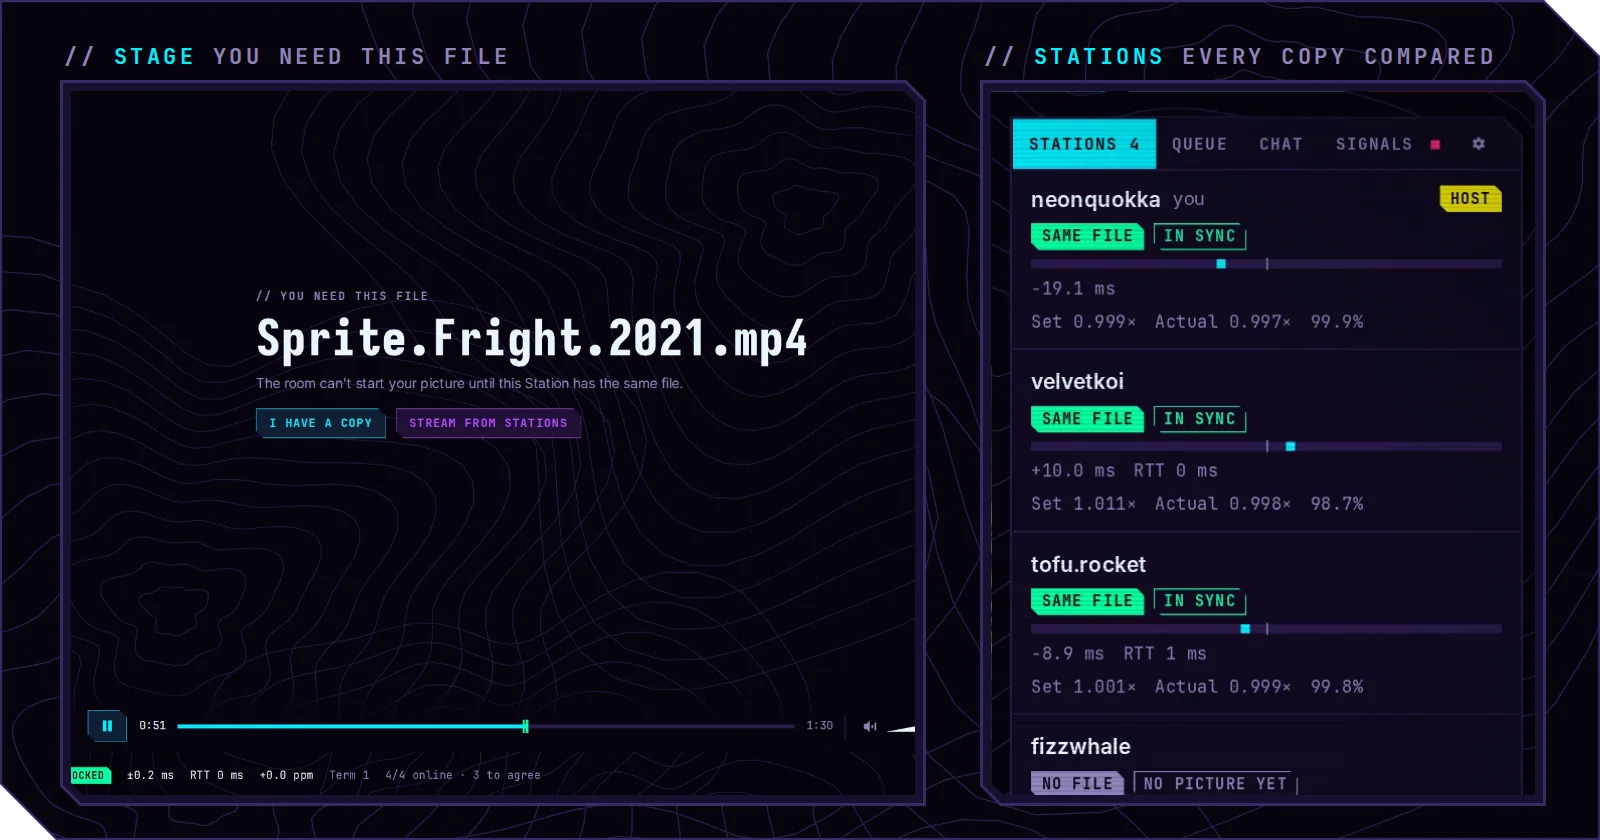 // STAGE YOU NEED THIS FILE
// YOU NEED THIS FILE
Sprite.Fright.2021.mp4
The room can't start your picture until this Station has the same file.
I HAVE A COPY
STREAM FROM STATIONS
0:51
1:30
OCKED ±0.2 ms RTT 0 ms +0.0 ppm Term 1 4/4 online · 3 to agree
// STATIONS EVERY COPY COMPARED
STATIONS 4 QUEUE CHAT SIGNALS
neonquokka you HOST
SAME FILE IN SYNC
-19.1 ms
Set 0.999× Actual 0.997× 99.9%
velvetkoi
SAME FILE IN SYNC
+10.0 ms RTT 0 ms
Set 1.011× Actual 0.998× 98.7%
tofu.rocket
SAME FILE IN SYNC
-8.9 ms RTT 1 ms
Set 1.001× Actual 0.999× 99.8%
fizzwhale
NO FILE NO PICTURE YET